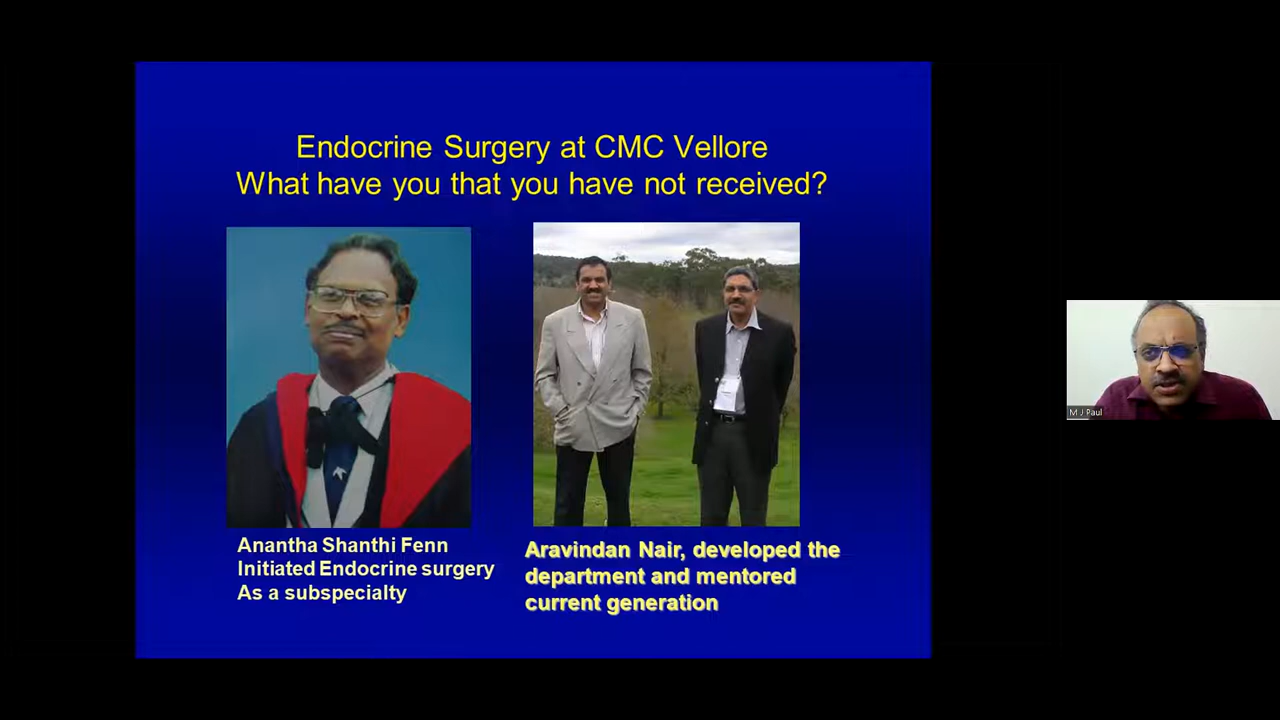 Endocrine Surgery at CMC Vellore
What have you that you have not received?
Anantha Shanthi Fenn
Initiated Endocrine surgery
As a subspecialty
Aravindan Nair, developed the
department and mentored
current generation
M J Paul